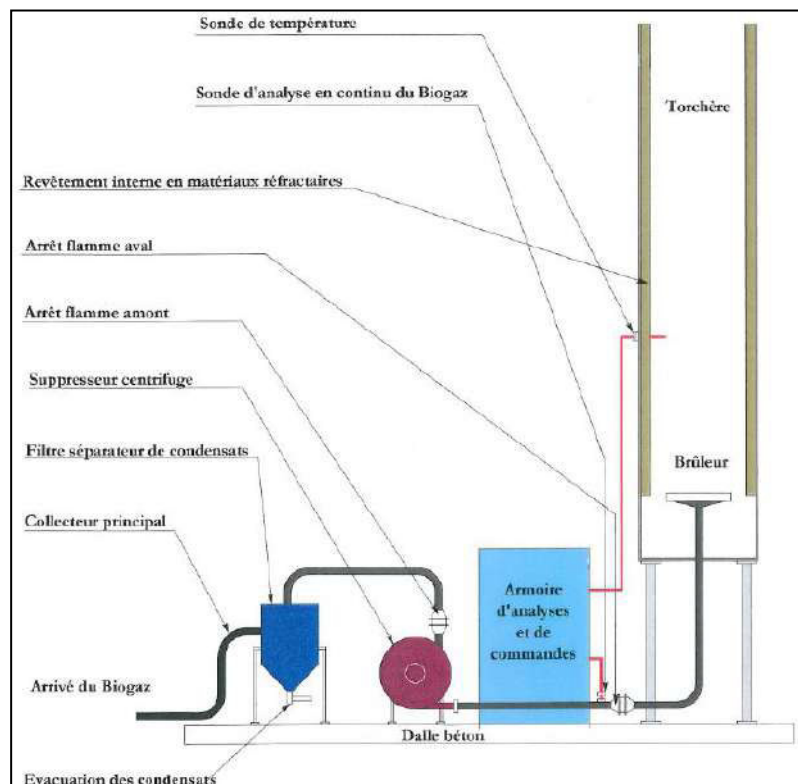 Sonde de température
Sonde d'analyse en continu du Biogaz
Torchère
Revêtement interne en matériaux réfractaires
Arrêt flamme aval
Arrêt flamme amont
Suppresseur centrifuge
Filtre séparateur de condensats
Brûleur
Collecteur principal
Armoire
d'analyses
et de
commandes
Arrivé du Biogaz
Dalle béton
Evacuation des condensats